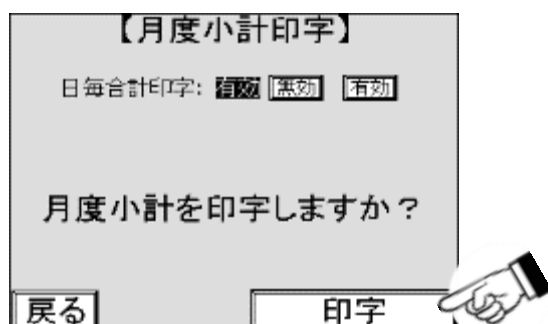 【月度小計印字】
日毎合計印字: 有効 無効 有効
月度小計を印字しますか？
戻る 印字